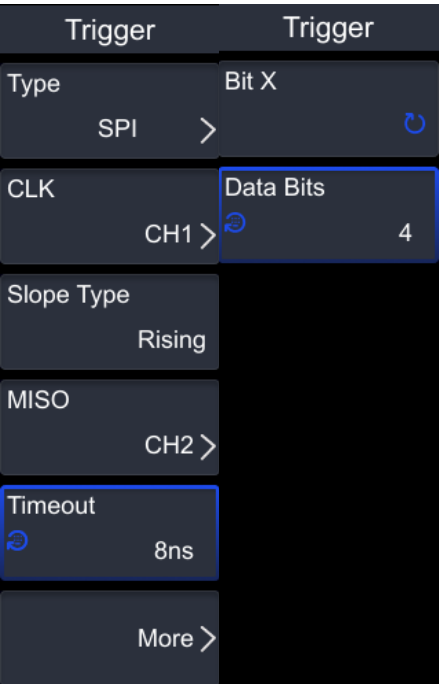 Trigger
Type
SPI
CLK
CH1
Slope Type
Rising
MISO
CH2
Timeout
8ns
More
Trigger
Bit X
Data Bits
4